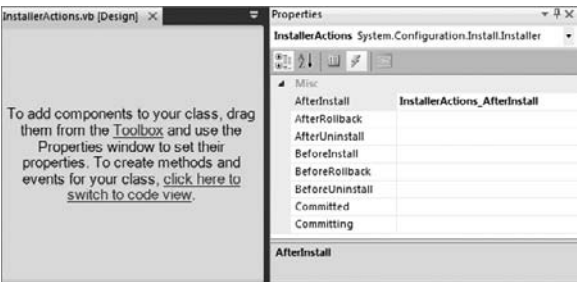 InstallerActions.vb [Design]
To add components to your class, drag
them from the Toolbox and use the
Properties window to set their
properties. To create methods and
events for your class, click here to
switch to code view.
Properties
InstallerActions System.Configuration.Install.Installer
Misc
AfterInstall InstallerActions_AfterInstall
AfterRollback
AfterUninstall
BeforeInstall
BeforeRollback
BeforeUninstall
Committed
Committing
AfterInstall